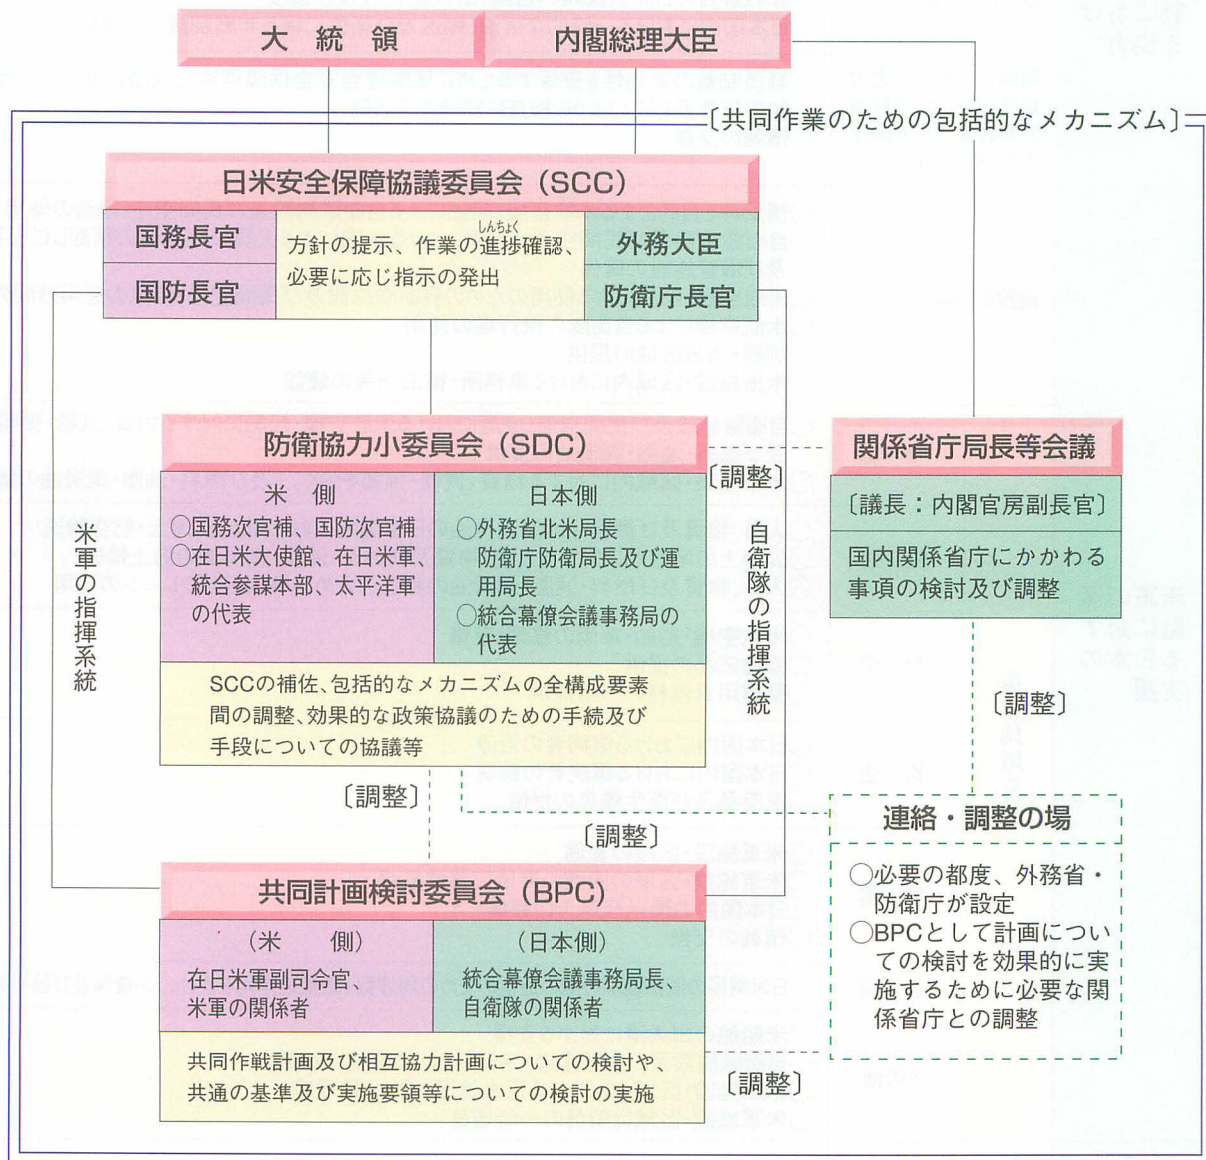 大統領
内閣総理大臣
〔共同作業のための包括的なメカニズム〕
日米安全保障協議委員会（SCC）
国務長官
国防長官
方針の提示、作業の進捗確認、
しんちょく
必要に応じ指示の発出
外務大臣
防衛庁長官
防衛協力小委員会（SDC）
米側
○国務次官補、国防次官補
○在日米大使館、在日米軍
統合参謀本部、太平洋軍
の代表
日本側
○外務省北米局長
防衛庁防衛局長及び運
用局長
○統合幕僚会議事務局の
代表
SCCの補佐、包括的なメカニズムの全構成要素
間の調整、効果的な政策協議のための手続及び
手段についての協議等
〔調整〕
関係省庁局長等会議
〔議長：内閣官房副長官〕
国内関係省庁にかかわる
事項の検討及び調整
米軍の指揮系統
自衛隊の指揮系統
〔調整〕
〔調整〕
〔調整〕
連絡・調整の場
○必要の都度、外務省・
防衛庁が設定
○BPCとして計画につい
ての検討を効果的に実
施するために必要な関
係省庁との調整
共同計画検討委員会（BPC）
（米側）
在日米軍副司令官、
米軍の関係者
（日本側）
統合幕僚会議事務局長、
自衛隊の関係者
共同作戦計画及び相互協力計画についての検討や、
共通の基準及び実施要領等についての検討の実施
〔調整〕